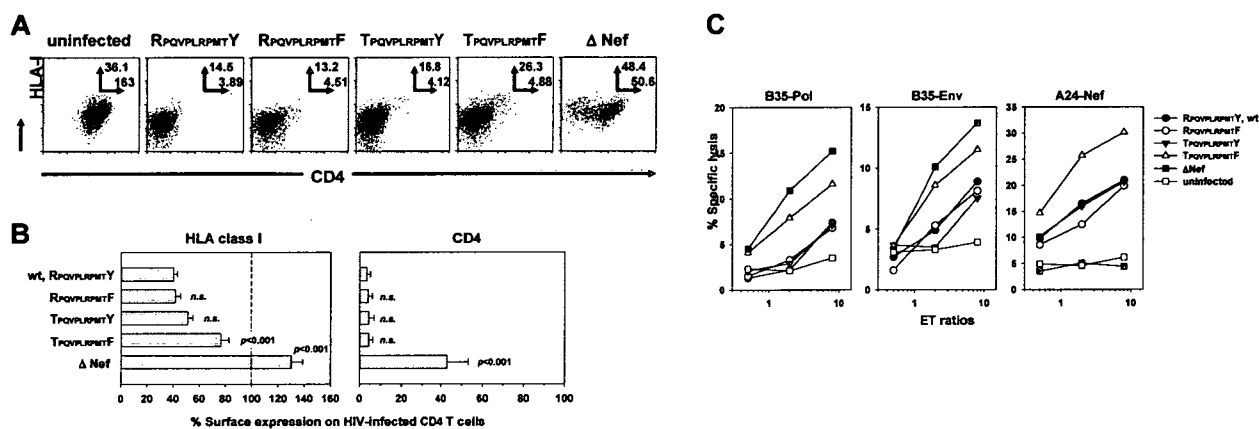 A
uninfected RPQVPLRPMTY RPQVPLRPMTF TPQVPLRPMTY TPQVPLRPMTF Δ Nef
HLA-I
36.1 14.5 13.2 16.8 26.3 48.4
163 3.89 4.51 4.12 4.88 50.6
CD4
B
HLA class I CD4
wt, RPQVPLRPMTY
RPQVPLRPMTF n.s. n.s.
TPQVPLRPMTY n.s. n.s.
TPQVPLRPMTF p<0.001 n.s.
Δ Nef p<0.001 p<0.001
0 20 40 60 80 100 120 140 160 0 20 40 60 80 100
% Surface expression on HIV-infected CD4 T cells
C
B35-Pol B35-Env A24-Nef
% Specific lysis
20 15 10 5 0
15 10 5 0
35 30 25 20 15 10 5 0
1 10 1 10 1 10
ET ratios
RPQVPLRPMTY, wt
RPQVPLRPMTF
TPQVPLRPMTY
TPQVPLRPMTF
ΔNef
uninfected